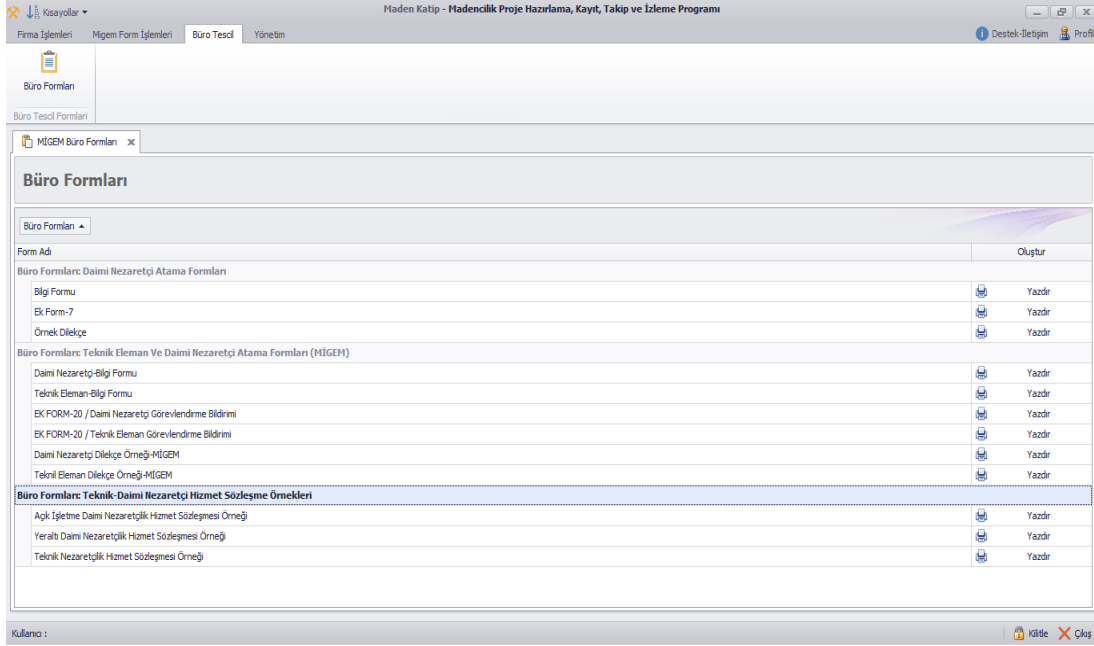 Kısayollar
Maden Katip - Madencilik Proje Hazırlama, Kayıt, Takip ve İzleme Programı
Firma İşlemleri Migem Form İşlemleri Büro Tescil Yönetim
Destek-İletişim Profil
Büro Formları
Büro Tescil Formları
MİGEM Büro Formları X
Büro Formları
Büro Formları
Form Adı Oluştur
Büro Formları: Daimi Nezaretçi Atama Formları
Bilgi Formu Yazdır
Ek Form-7 Yazdır
Örnek Dilekçe Yazdır
Büro Formları: Teknik Eleman Ve Daimi Nezaretçi Atama Formları (MİGEM)
Daimi Nezaretçi-Bilgi Formu Yazdır
Teknik Eleman-Bilgi Formu Yazdır
EK FORM-20 / Daimi Nezaretçi Görevlendirme Bildirimi Yazdır
EK FORM-20 / Teknik Eleman Görevlendirme Bildirimi Yazdır
Daimi Nezaretçi Dilekçe Örneği-MİGEM Yazdır
Teknil Eleman Dilekçe Örneği-MİGEM Yazdır
Büro Formları: Teknik-Daimi Nezaretçi Hizmet Sözleşme Örnekleri
Açık İşletme Daimi Nezaretçilik Hizmet Sözleşmesi Örneği Yazdır
Yeraltı Daimi Nezaretçilik Hizmet Sözleşmesi Örneği Yazdır
Teknik Nezaretçilik Hizmet Sözleşmesi Örneği Yazdır
Kullanıcı : Kilitle Çıkış